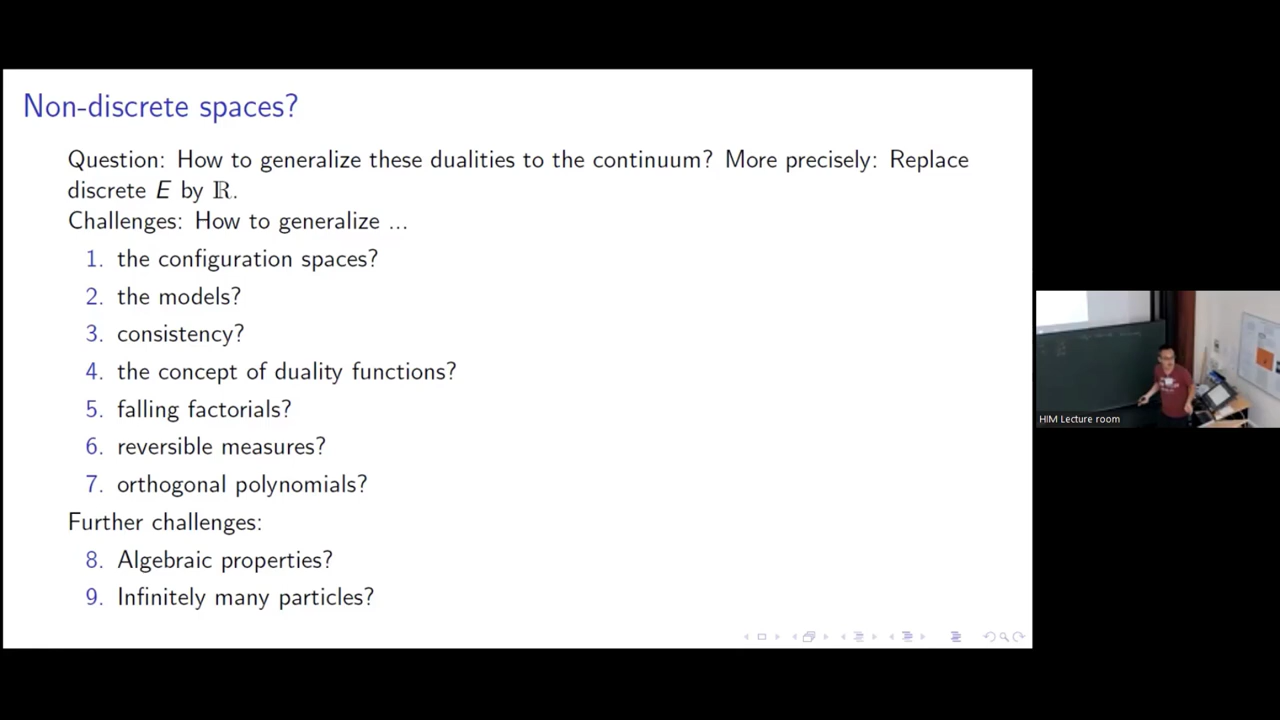 Non-discrete spaces?
Question: How to generalize these dualities to the continuum? More precisely: Replace
discrete E by ℝ.
Challenges: How to generalize ...
1. the configuration spaces?
2. the models?
3. consistency?
4. the concept of duality functions?
5. falling factorials?
6. reversible measures?
7. orthogonal polynomials?
Further challenges:
8. Algebraic properties?
9. Infinitely many particles?
HIM Lecture room